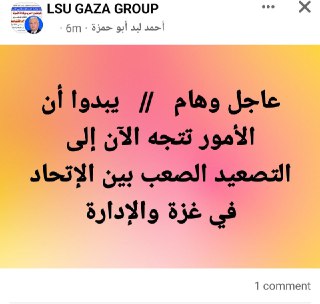 LSU GAZA GROUP
أحمد لبد أبو حمزة · 6m ·
عاجل وهام // يبدوا أن
الأمور تتجه الآن إلى
التصعيد الصعب بين الإتحاد
في غزة والإدارة
1 comment